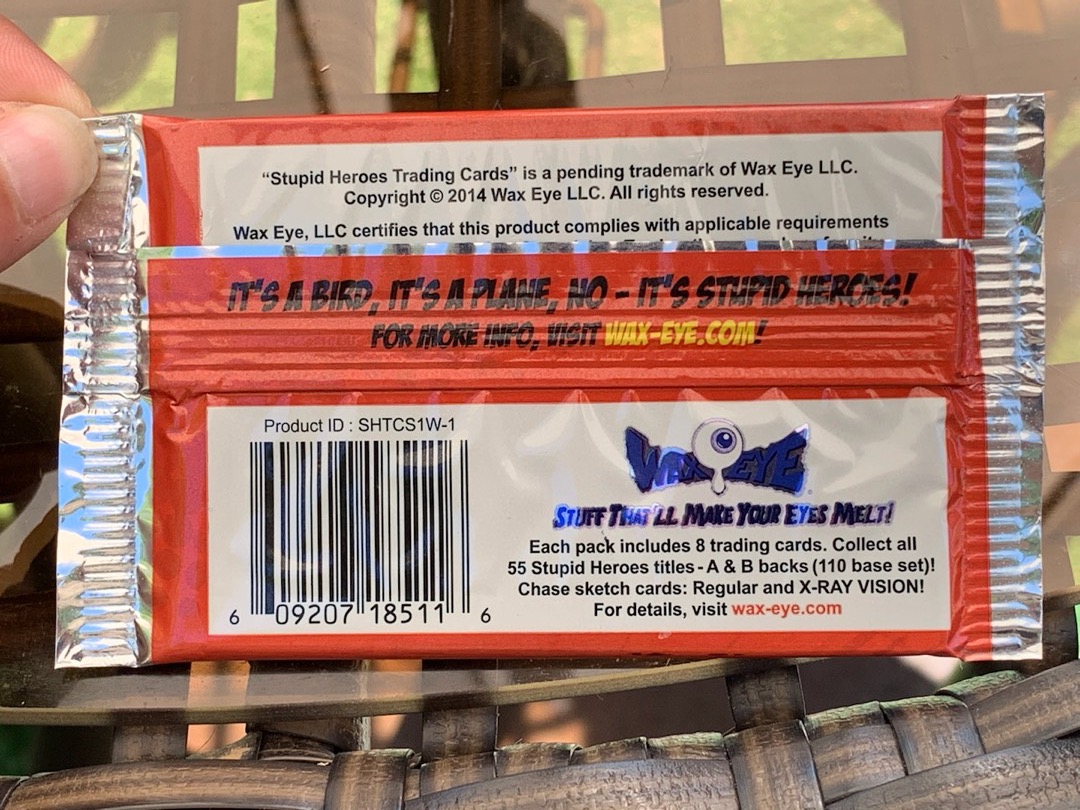 “Stupid Heroes Trading Cards” is a pending trademark of Wax Eye LLC.
Copyright © 2014 Wax Eye LLC. All rights reserved.
Wax Eye, LLC certifies that this product complies with applicable requirements
IT'S A BIRD, IT'S A PLANE, NO - IT'S STUPID HEROES!
FOR MORE INFO, VISIT WAX-EYE.COM!
Product ID : SHTCS1W-1
6 09207 18511 6
WAX EYE
STUFF THAT'LL MAKE YOUR EYES MELT!
Each pack includes 8 trading cards. Collect all
55 Stupid Heroes titles - A & B backs (110 base set)!
Chase sketch cards: Regular and X-RAY VISION!
For details, visit wax-eye.com